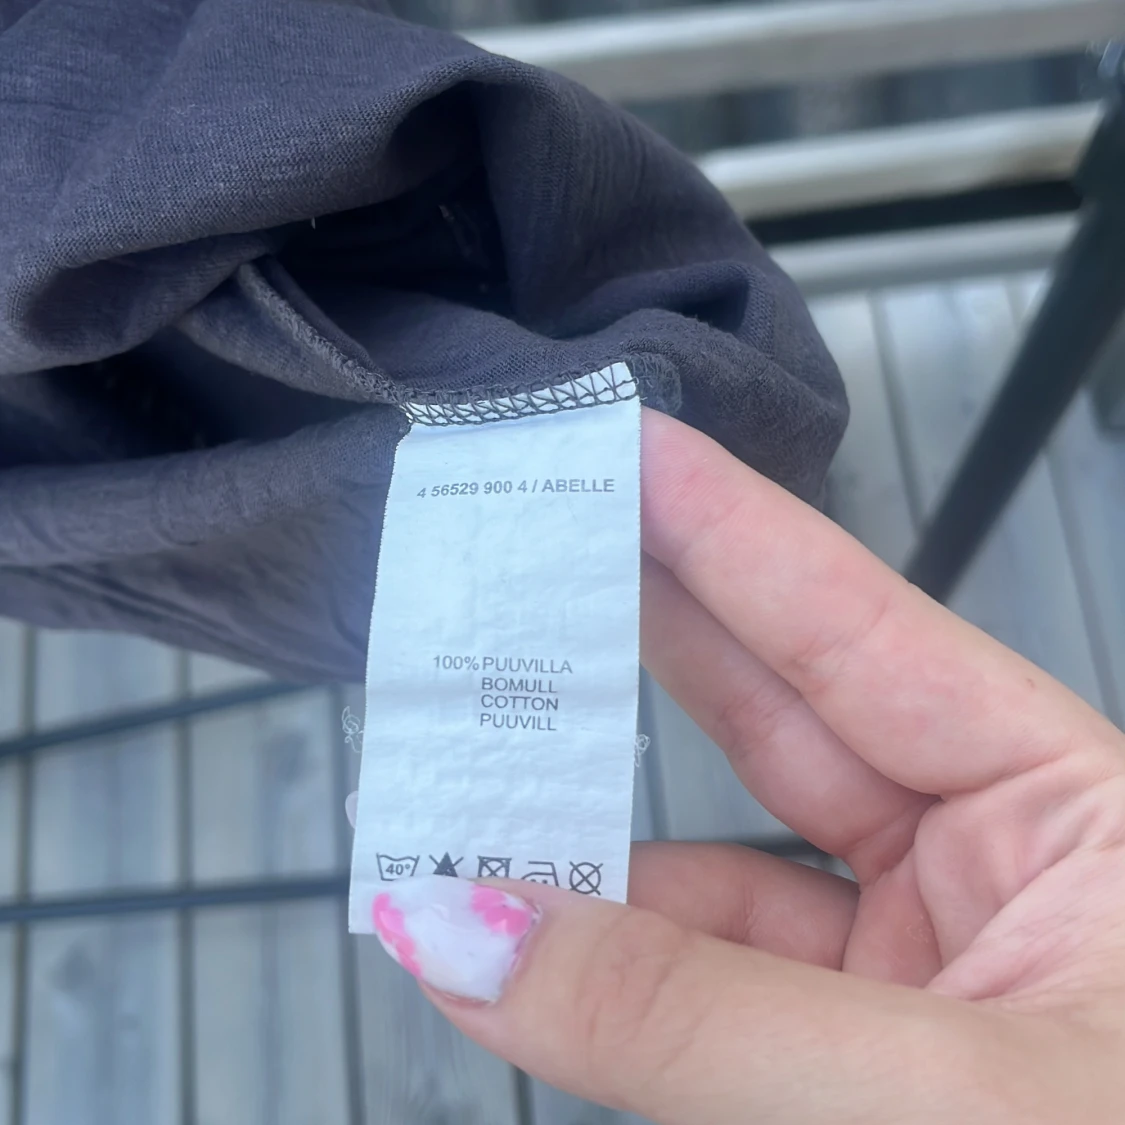 4 56529 900 4 / ABELLE
100% PUUVILLA
BOMULL
COTTON
PUUVILL
40°